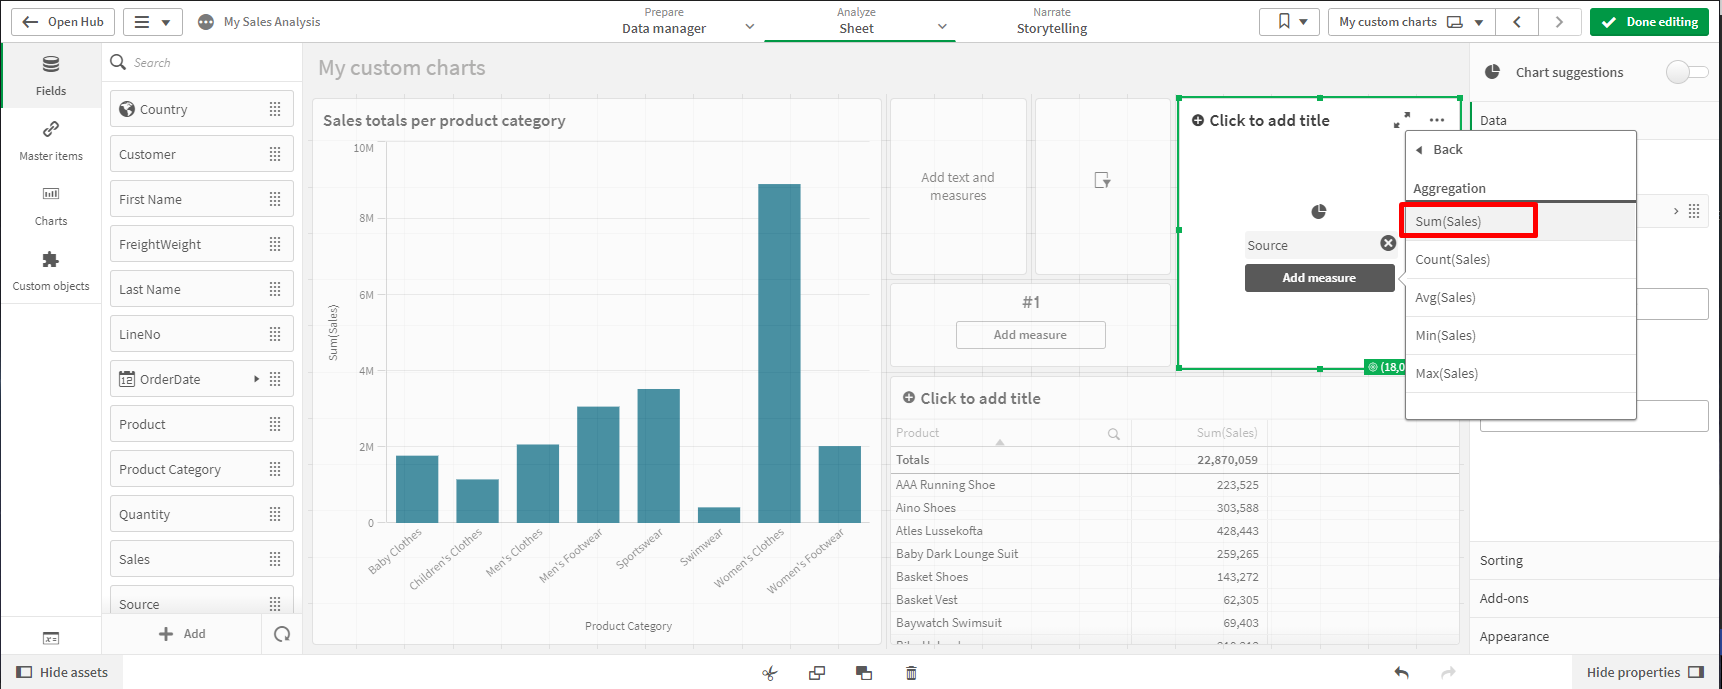 Open Hub
My Sales Analysis
Prepare
Data manager
Analyze
Sheet
Narrate
Storytelling
My custom charts
Done editing
Fields
Master items
Charts
Custom objects
Search
Country
Customer
First Name
FreightWeight
Last Name
LineNo
12 OrderDate
Product
Product Category
Quantity
Sales
Source
Add
My custom charts
Sales totals per product category
Sum(Sales)
10M
8M
6M
4M
2M
0
Baby Clothes
Children's Clothes
Men's Clothes
Men's Footwear
Sportswear
Swimwear
Women's Clothes
Women's Footwear
Product Category
Add text and
measures
#1
Add measure
Click to add title
Source
Add measure
(18,0
Click to add title
Product Sum(Sales)
Totals 22,870,059
AAA Running Shoe 223,525
Aino Shoes 303,588
Atles Lussekofta 428,443
Baby Dark Lounge Suit 259,265
Basket Shoes 143,272
Basket Vest 62,305
Baywatch Swimsuit 69,403
Chart suggestions
Data
Back
Aggregation
Sum(Sales)
Count(Sales)
Avg(Sales)
Min(Sales)
Max(Sales)
Sorting
Add-ons
Appearance
Hide assets
Hide properties